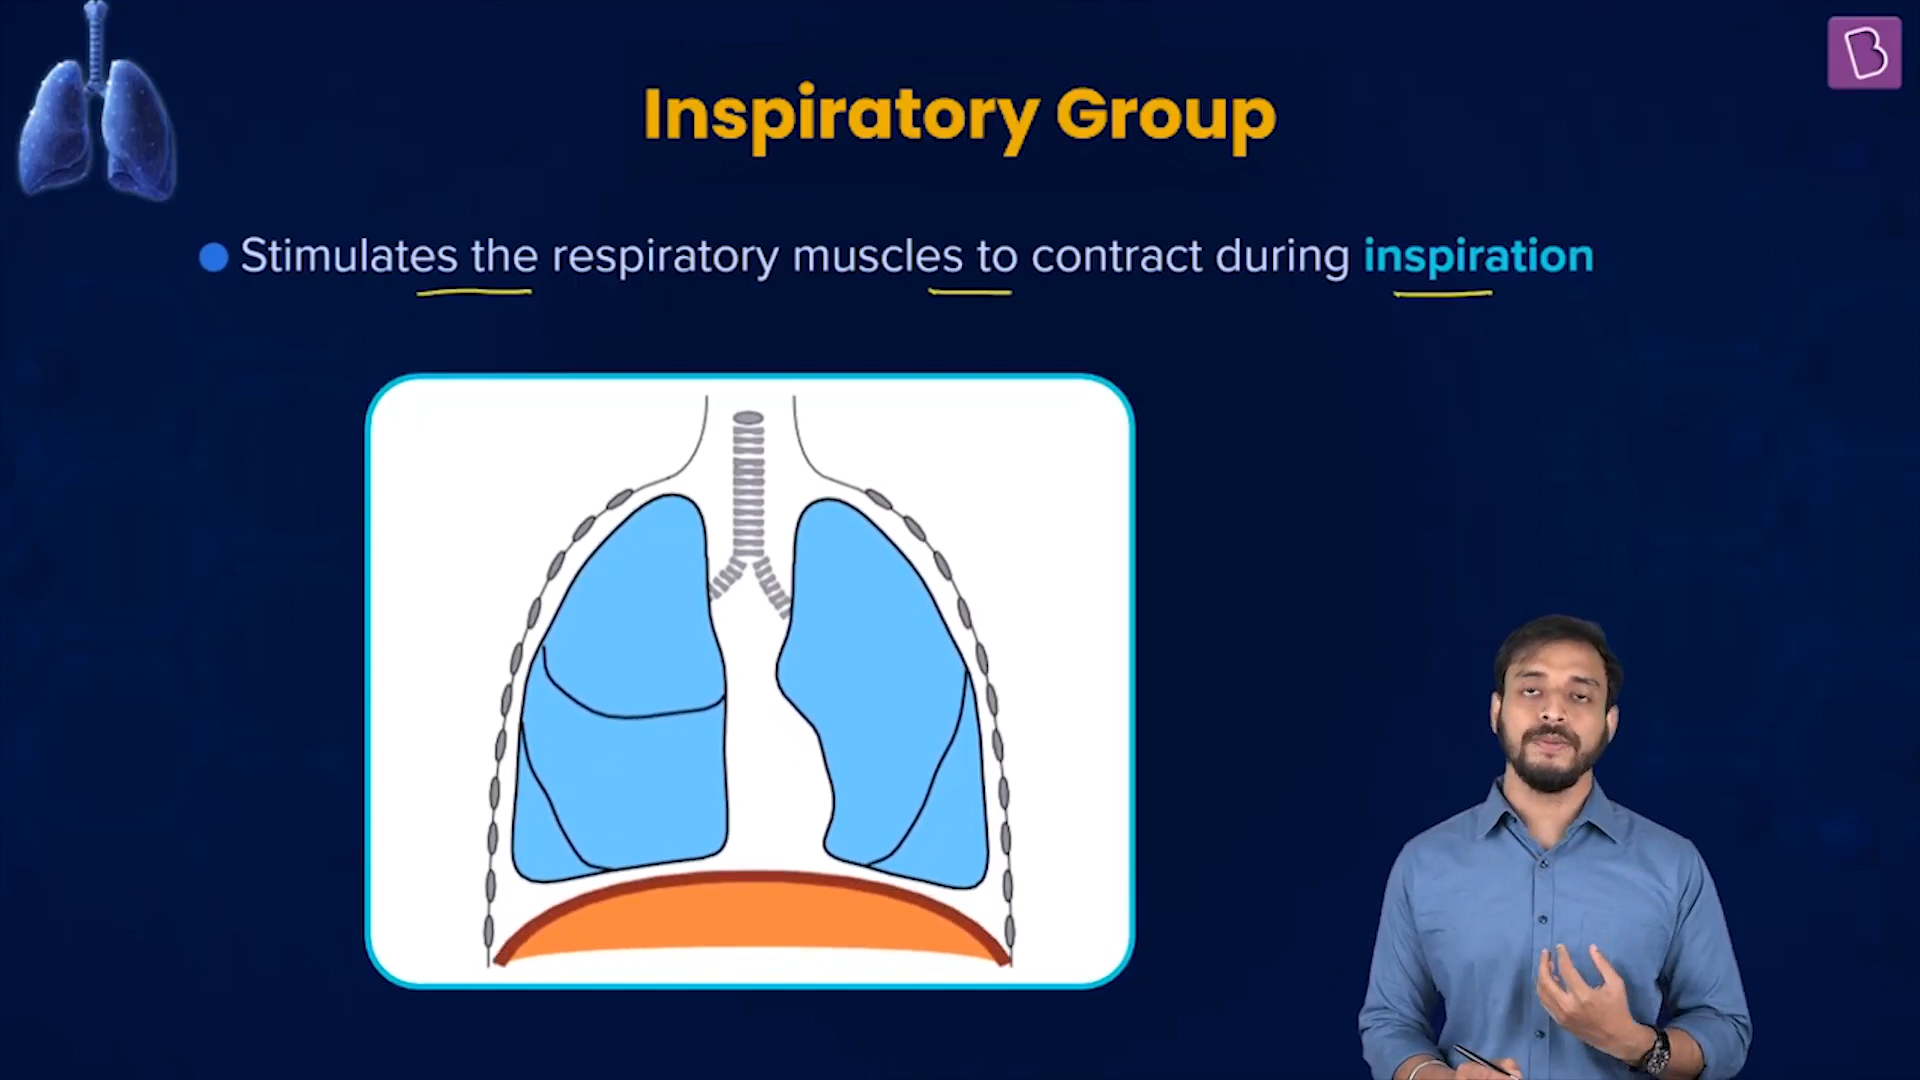 Inspiratory Group
Stimulates the respiratory muscles to contract during inspiration